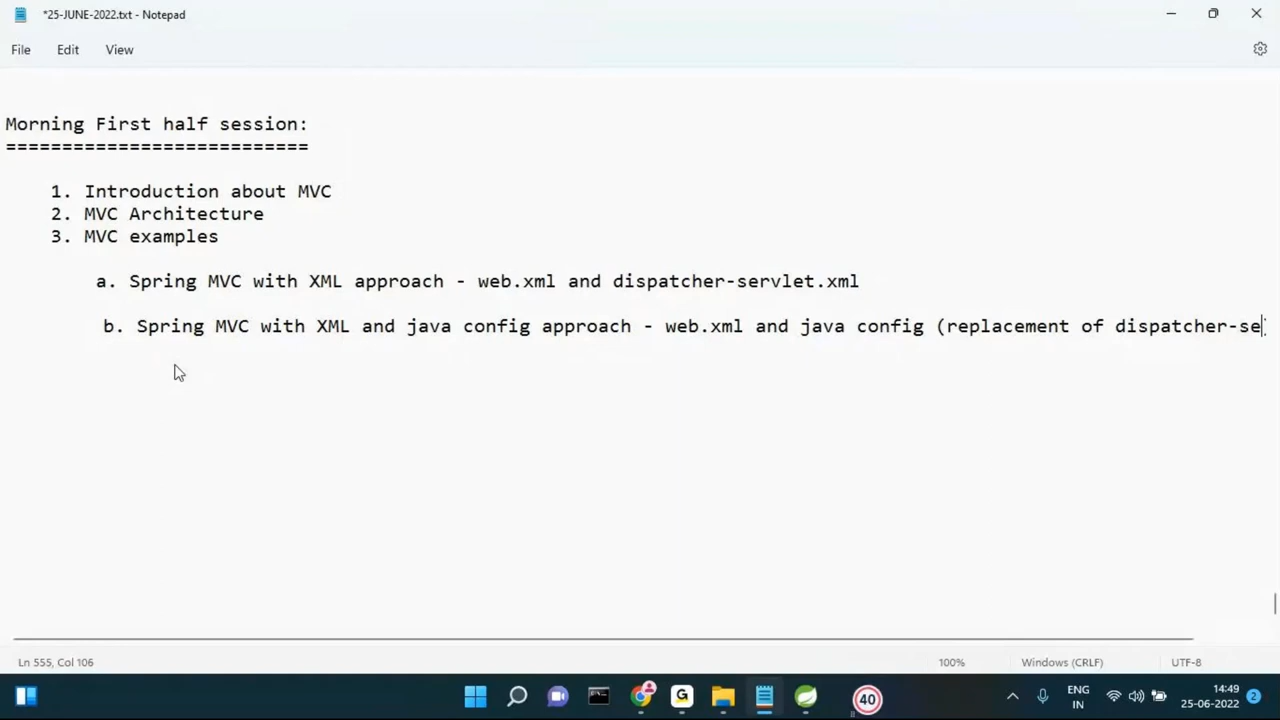 *25-JUNE-2022.txt - Notepad
File Edit View
Morning First half session:
===========================
1. Introduction about MVC
2. MVC Architecture
3. MVC examples
a. Spring MVC with XML approach - web.xml and dispatcher-servlet.xml
b. Spring MVC with XML and java config approach - web.xml and java config (replacement of dispatcher-se
Ln 555, Col 106
100%
Windows (CRLF)
UTF-8
G
40
ENG
IN
14:49
25-06-2022
2